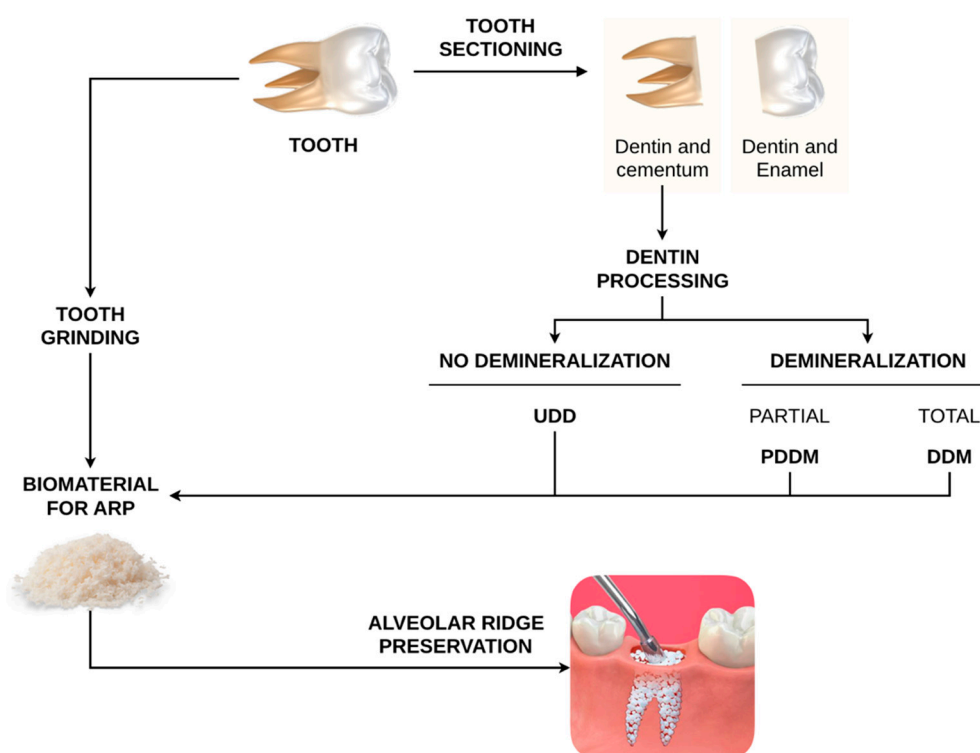 TOOTH
SECTIONING
TOOTH
Dentin and
cementum
Dentin and
Enamel
DENTIN
PROCESSING
TOOTH
GRINDING
NO DEMINERALIZATION
DEMINERALIZATION
UDD
PARTIAL
TOTAL
PDDM
DDM
BIOMATERIAL
FOR ARP
ALVEOLAR RIDGE
PRESERVATION